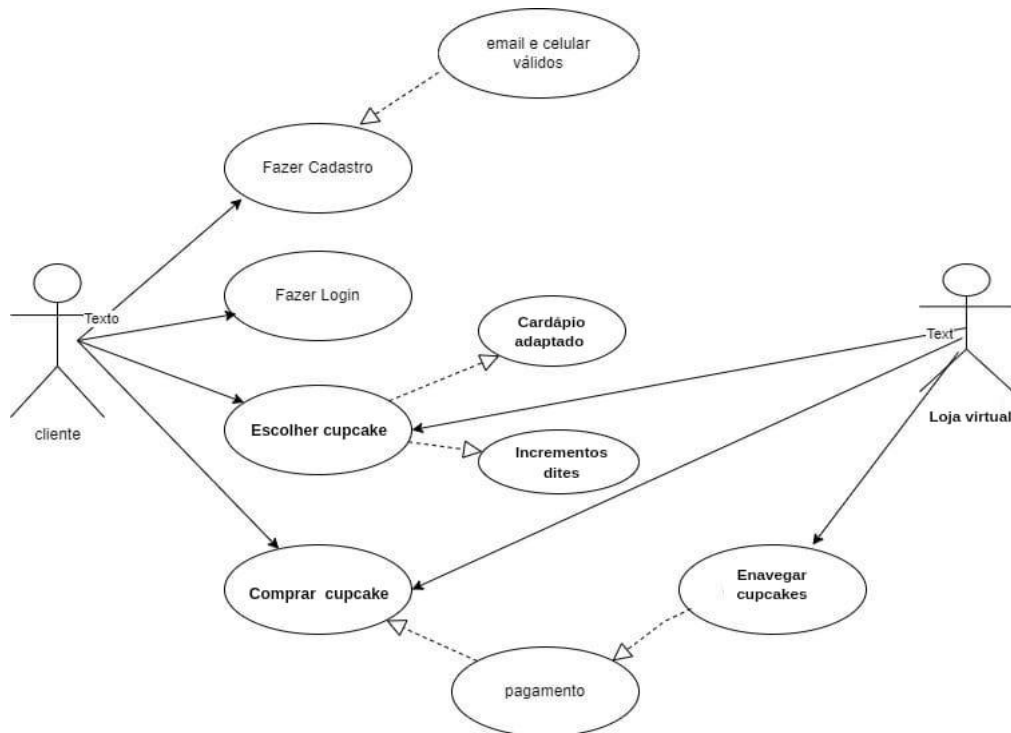 email e celular
válidos
Fazer Cadastro
Fazer Login
Texto
Cardápio
adaptado
Text
cliente
Escolher cupcake
Loja virtual
Incrementos
dites
Comprar cupcake
Enavegar
cupcakes
pagamento